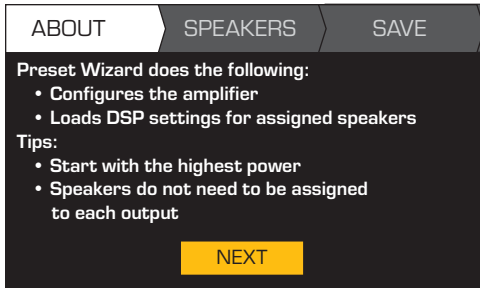 ABOUT
SPEAKERS
SAVE
Preset Wizard does the following:
• Configures the amplifier
• Loads DSP settings for assigned speakers
Tips:
• Start with the highest power
• Speakers do not need to be assigned
to each output
NEXT